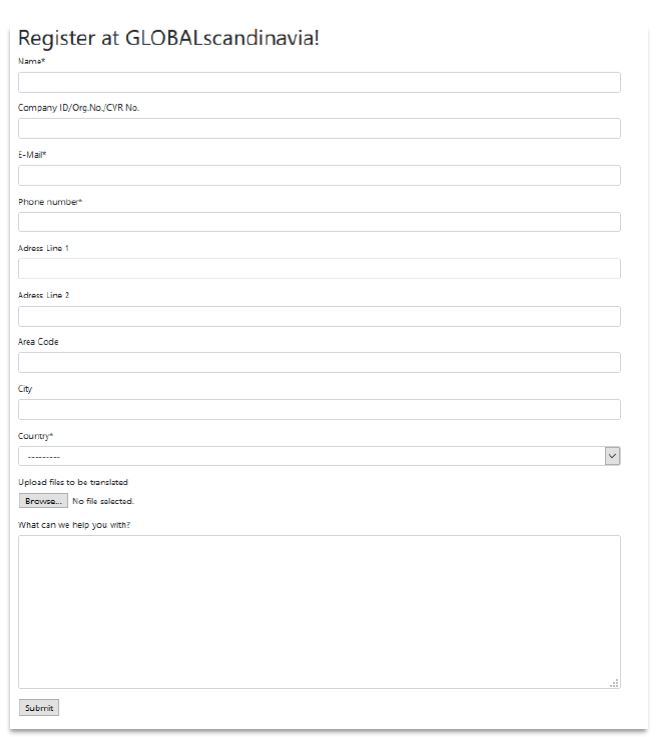 Register at GLOBALscandinavia!
Name*
Company ID/Org.No./CVR No.
E-Mail*
Phone number*
Adress Line 1
Adress Line 2
Area Code
City
Country*
---------
Upload files to be translated
Browse... No file selected.
What can we help you with?
Submit